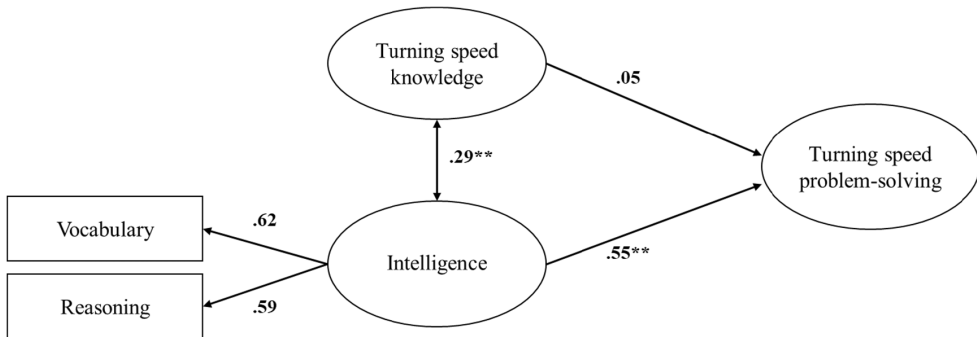 Turning speed
knowledge
.05
.29**
Turning speed
problem-solving
Vocabulary
.62
Intelligence
.55**
Reasoning
.59